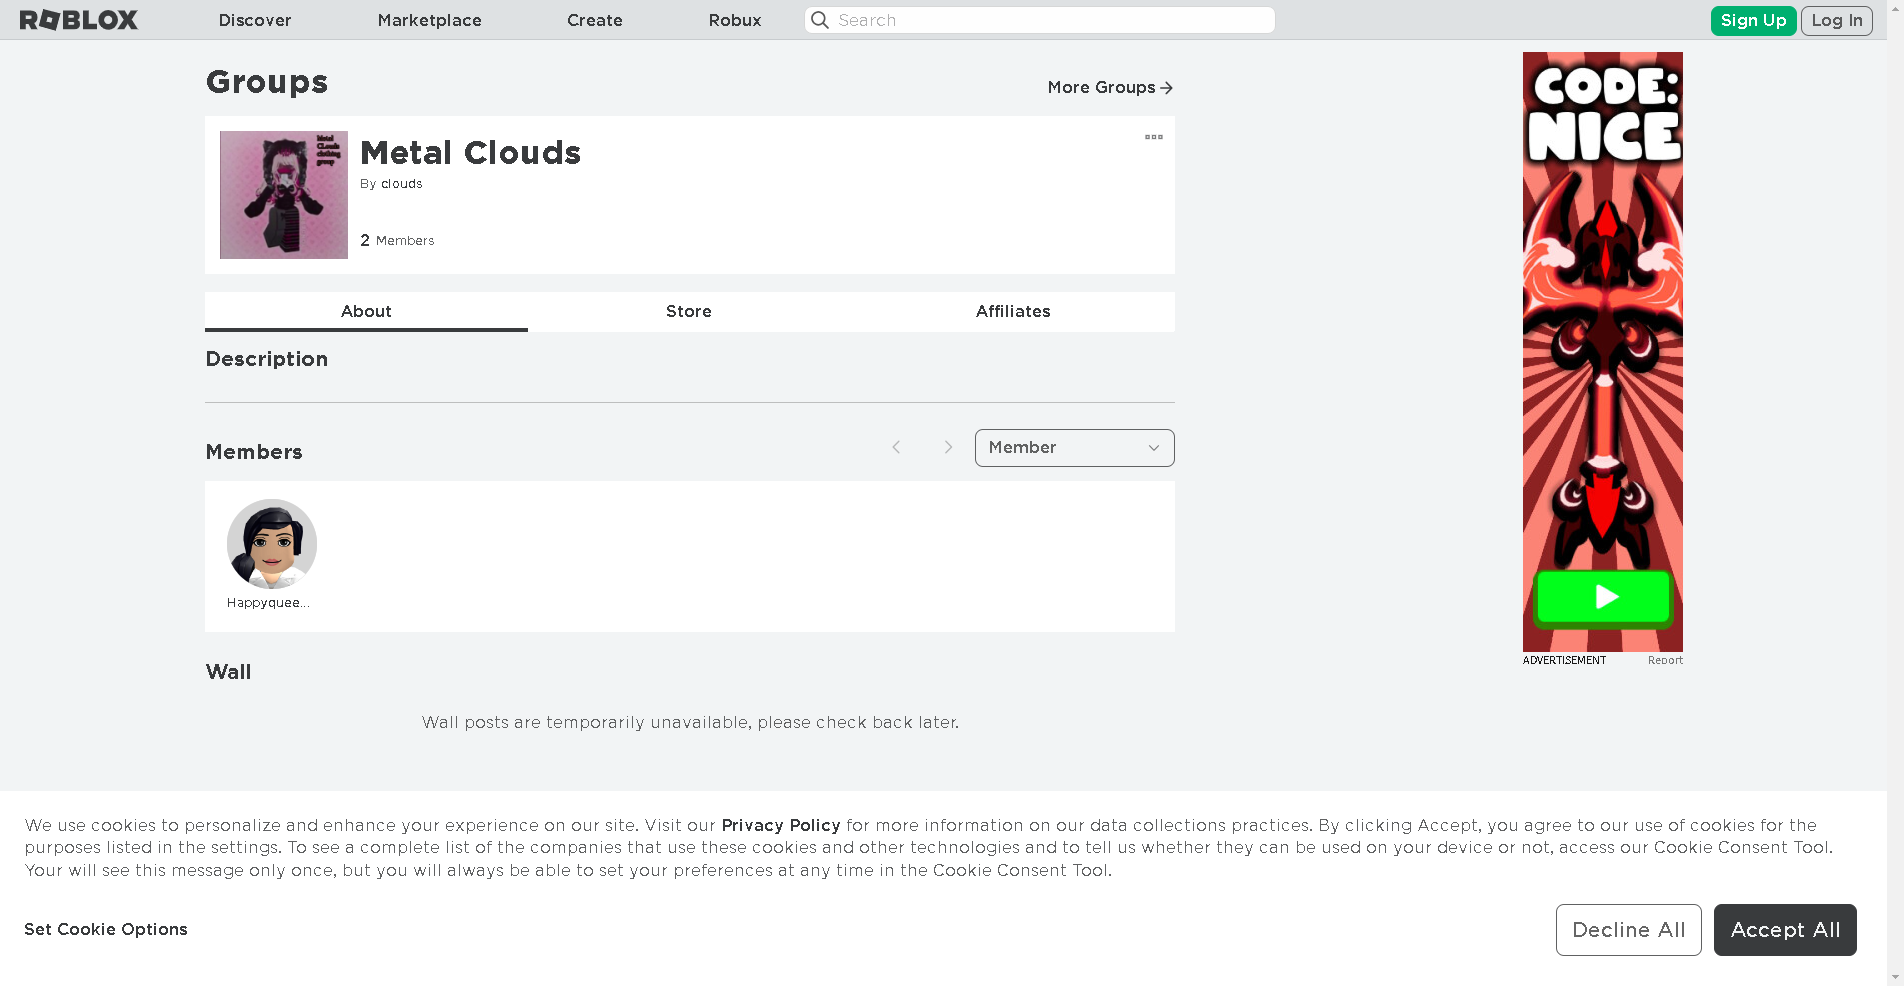 ROBLOX
Discover
Marketplace
Create
Robux
Search
Sign Up
Log In
Groups
More Groups
Metal
CLouds
clothing
group
Metal Clouds
By clouds
2 Members
About
Store
Affiliates
Description
Members
Member
Happyquee...
Wall
Wall posts are temporarily unavailable, please check back later.
CODE:
NICE
ADVERTISEMENT
Report
We use cookies to personalize and enhance your experience on our site. Visit our Privacy Policy for more information on our data collections practices. By clicking Accept, you agree to our use of cookies for the
purposes listed in the settings. To see a complete list of the companies that use these cookies and other technologies and to tell us whether they can be used on your device or not, access our Cookie Consent Tool.
Your will see this message only once, but you will always be able to set your preferences at any time in the Cookie Consent Tool.
Set Cookie Options
Decline All
Accept All